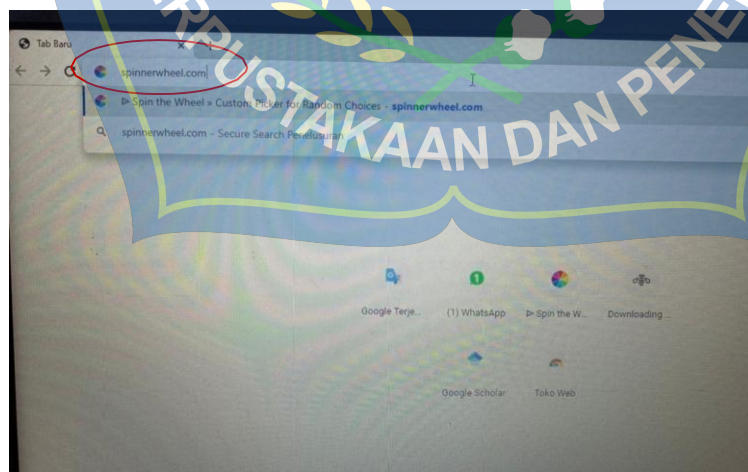 Tab Baru
spinnerwheel.com
▷ Spin the Wheel » Custom Picker for Random Choices - spinnerwheel.com
spinnerwheel.com - Secure Search Penelusuran
PUSTAKAAN DAN PENE
Google Terje...
(1) WhatsApp
▷ Spin the W...
Downloading ...
Google Scholar
Toko Web